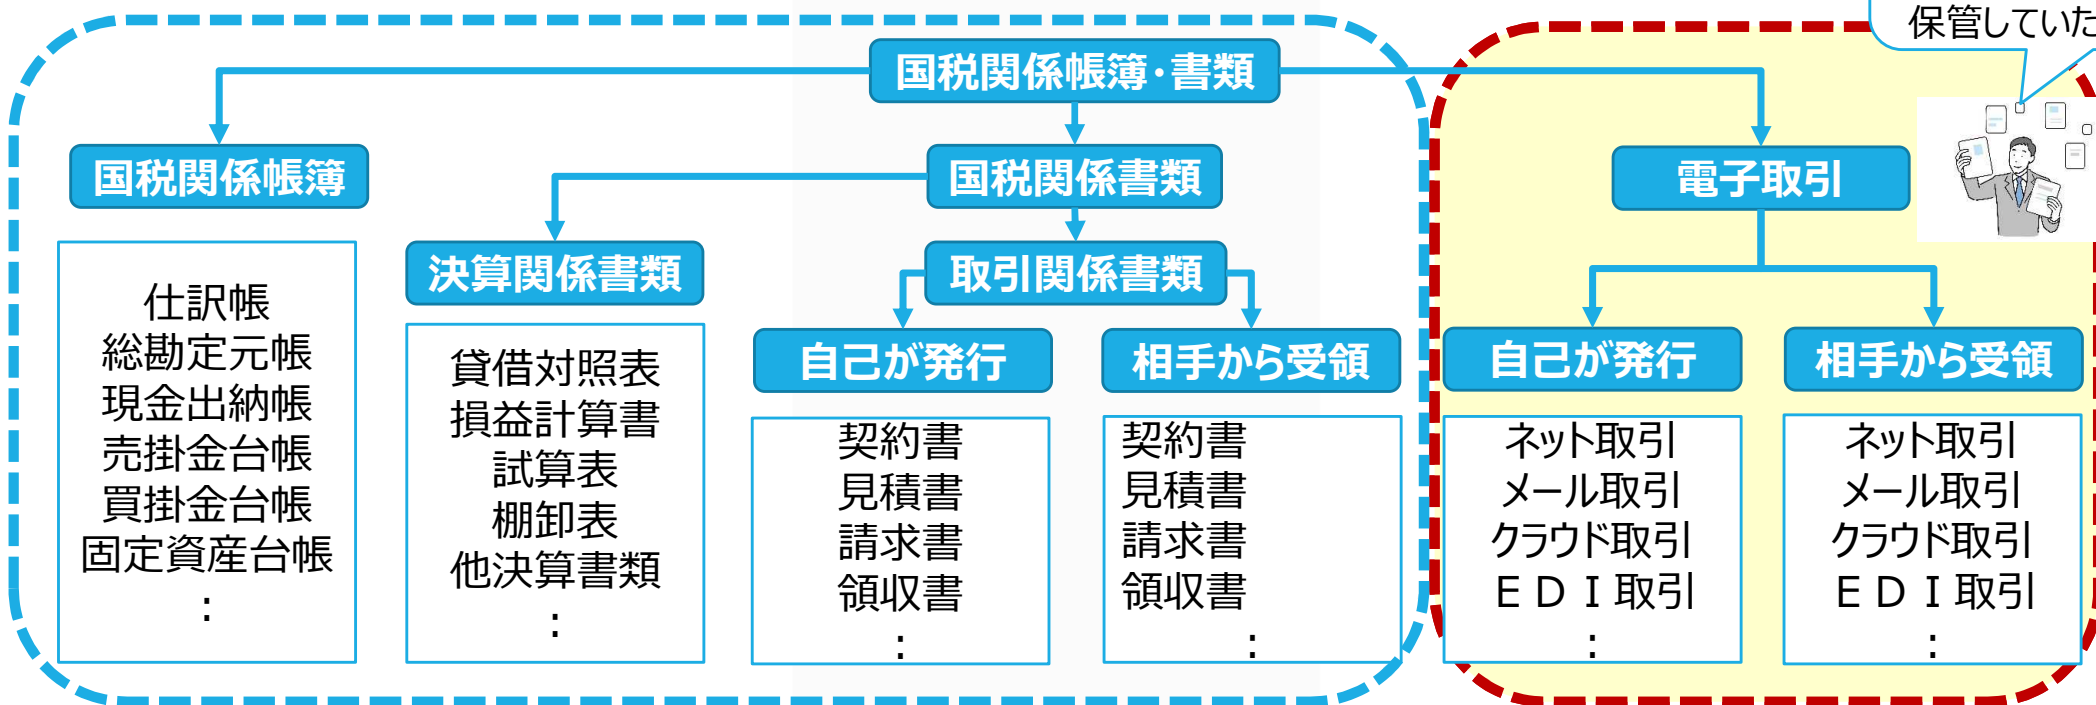 保管していた
国税関係帳簿・書類
国税関係帳簿
国税関係書類
電子取引
決算関係書類
取引関係書類
自己が発行
相手から受領
自己が発行
相手から受領
仕訳帳
総勘定元帳
現金出納帳
売掛金台帳
買掛金台帳
固定資産台帳
:
貸借対照表
損益計算書
試算表
棚卸表
他決算書類
:
契約書
見積書
請求書
領収書
:
契約書
見積書
請求書
領収書
:
ネット取引
メール取引
クラウド取引
ＥＤＩ取引
:
ネット取引
メール取引
クラウド取引
ＥＤＩ取引
: